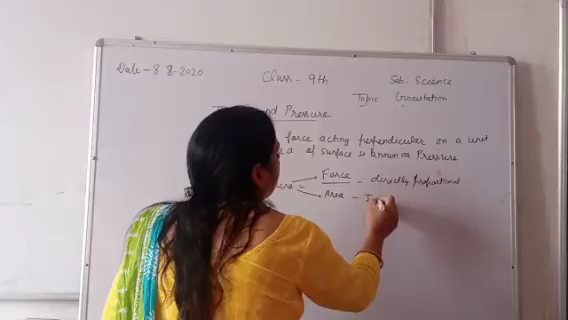 Date - 8-8-2020 Class - 9th Sub. Science
Topic Gravitation
and Pressure
force acting perpendicular on a unit
of surface is known as Pressure
Force - directly proportional
= Area -